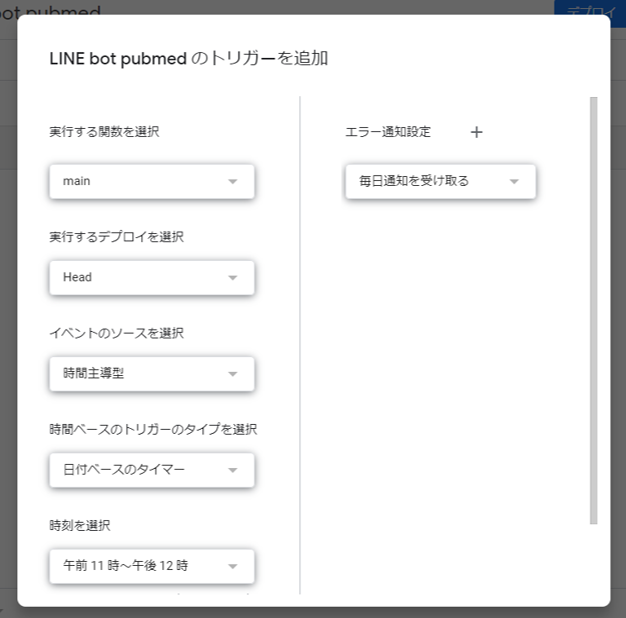 bot pubmed
デプロイ
LINE bot pubmed のトリガーを追加
実行する関数を選択
main
実行するデプロイを選択
Head
イベントのソースを選択
時間主導型
時間ベースのトリガーのタイプを選択
日付ベースのタイマー
時刻を選択
午前 11 時～午後 12 時
エラー通知設定 +
毎日通知を受け取る